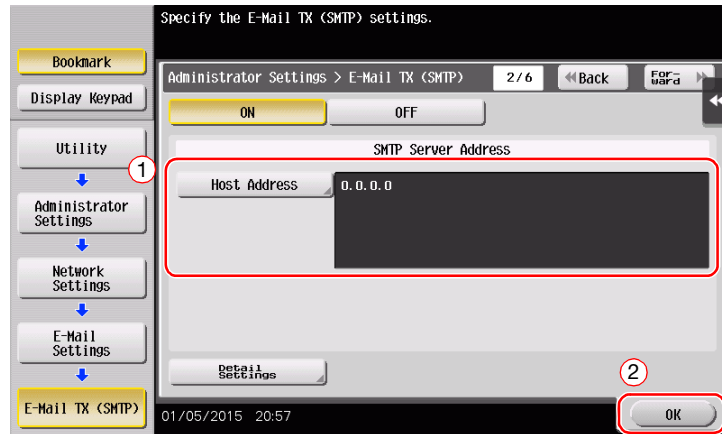 Specify the E-Mail TX (SMTP) settings.
Bookmark
Display Keypad
Utility
Administrator
Settings
Network
Settings
E-Mail
Settings
E-Mail TX (SMTP)
Administrator Settings > E-Mail TX (SMTP)
2/6
Back
For-
ward
ON
OFF
SMTP Server Address
1
Host Address
0.0.0.0
Detail
Settings
2
01/05/2015 20:57
OK